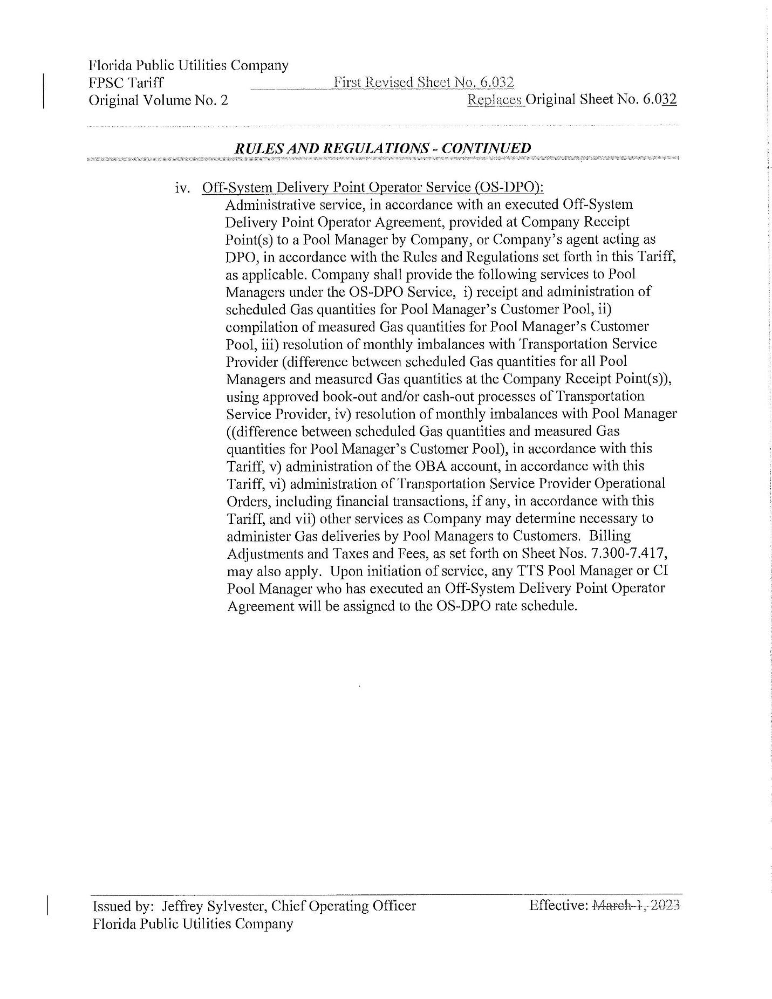 Florida Public Utilities Company
FPSC Tariff First Revised Sheet No. 6.032
Original Volume No. 2 Replaces Original Sheet No. 6.032
RULES AND REGULATIONS - CONTINUED
iv. Off-System Delivery Point Operator Service (OS-DPO):
Administrative service, in accordance with an executed Off-System
Delivery Point Operator Agreement, provided at Company Receipt
Point(s) to a Pool Manager by Company, or Company's agent acting as
DPO, in accordance with the Rules and Regulations set forth in this Tariff,
as applicable. Company shall provide the following services to Pool
Managers under the OS-DPO Service, i) receipt and administration of
scheduled Gas quantities for Pool Manager's Customer Pool, ii)
compilation of measured Gas quantities for Pool Manager's Customer
Pool, iii) resolution of monthly imbalances with Transportation Service
Provider (difference between scheduled Gas quantities for all Pool
Managers and measured Gas quantities at the Company Receipt Point(s)),
using approved book-out and/or cash-out processes of Transportation
Service Provider, iv) resolution of monthly imbalances with Pool Manager
((difference between scheduled Gas quantities and measured Gas
quantities for Pool Manager's Customer Pool), in accordance with this
Tariff, v) administration of the OBA account, in accordance with this
Tariff, vi) administration of Transportation Service Provider Operational
Orders, including financial transactions, if any, in accordance with this
Tariff, and vii) other services as Company may determine necessary to
administer Gas deliveries by Pool Managers to Customers. Billing
Adjustments and Taxes and Fees, as set forth on Sheet Nos. 7.300-7.417,
may also apply. Upon initiation of service, any TTS Pool Manager or CI
Pool Manager who has executed an Off-System Delivery Point Operator
Agreement will be assigned to the OS-DPO rate schedule.
Issued by: Jeffrey Sylvester, Chief Operating Officer Effective: March 1, 2023
Florida Public Utilities Company